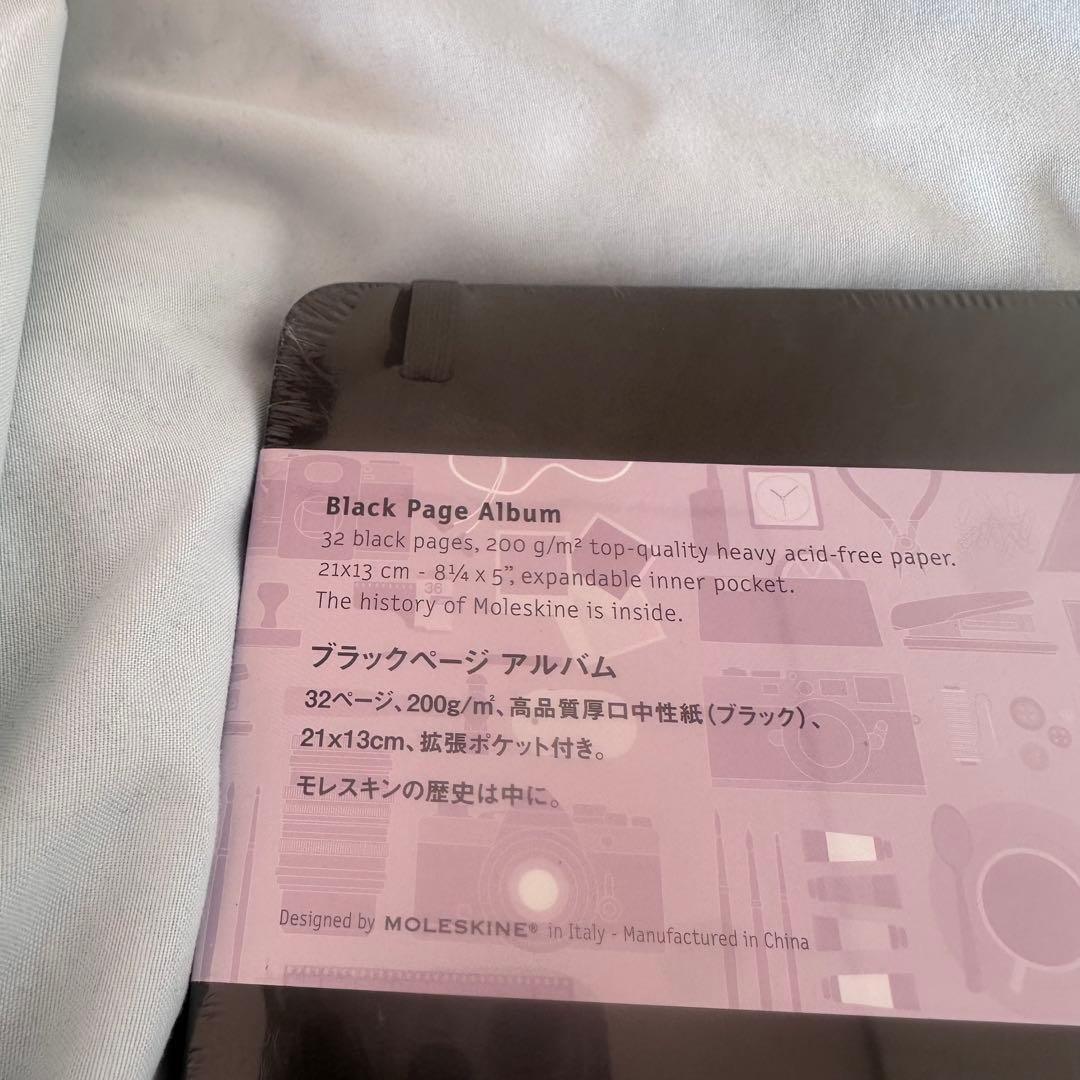 Black Page Album
32 black pages, 200 g/m² top-quality heavy acid-free paper.
21x13 cm - 8¼ x 5”, expandable inner pocket.
The history of Moleskine is inside.
ブラックページ アルバム
32ページ、200g/㎡、高品質厚口中性紙(ブラック)、
21x13cm、拡張ポケット付き。
モレスキンの歴史は中に。
Designed by MOLESKINE® in Italy - Manufactured in China
36